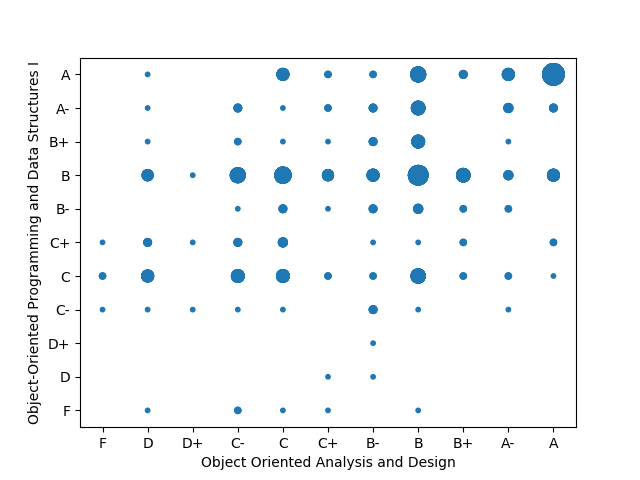 Object-Oriented Programming and Data Structures I
A
A-
B+
B
B-
C+
C
C-
D+
D
F
F D D+ C- C C+ B- B B+ A- A
Object Oriented Analysis and Design